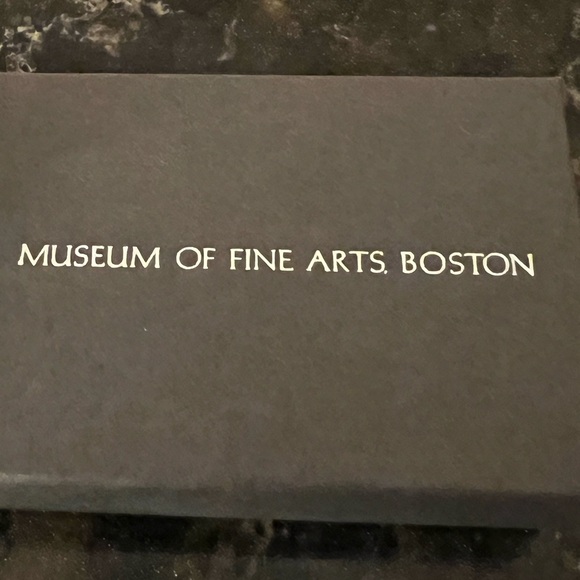 MUSEUM OF FINE ARTS, BOSTON